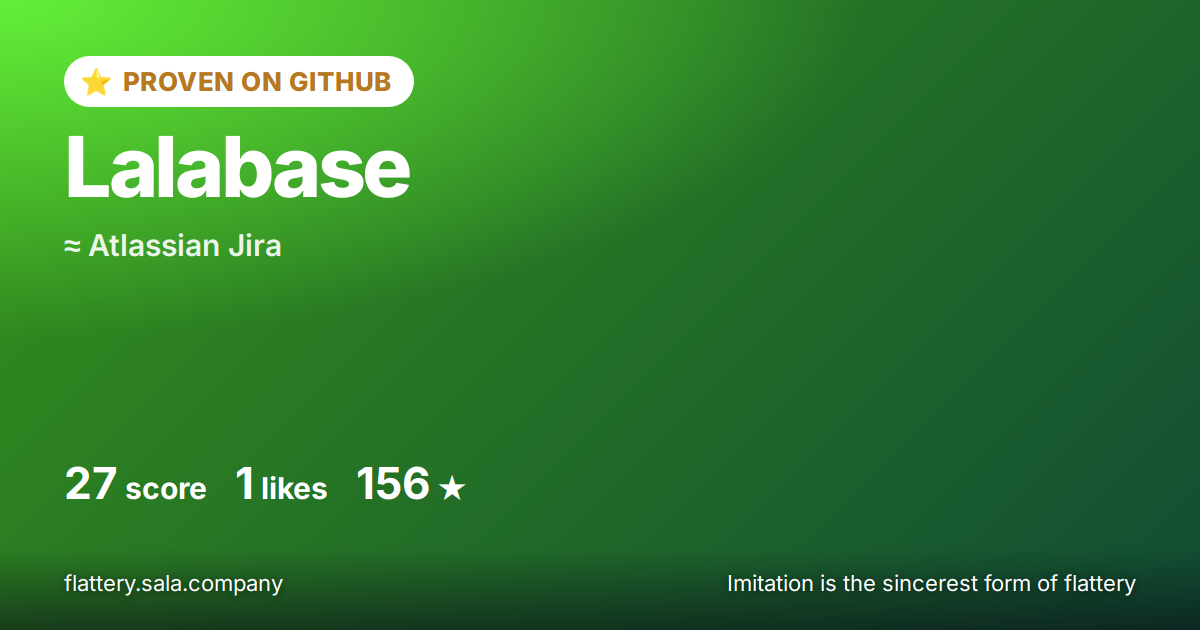 ⭐ PROVEN ON GITHUB
Lalabase
≈ Atlassian Jira
27 score 1 likes 156 ★
flattery.sala.company
Imitation is the sincerest form of flattery